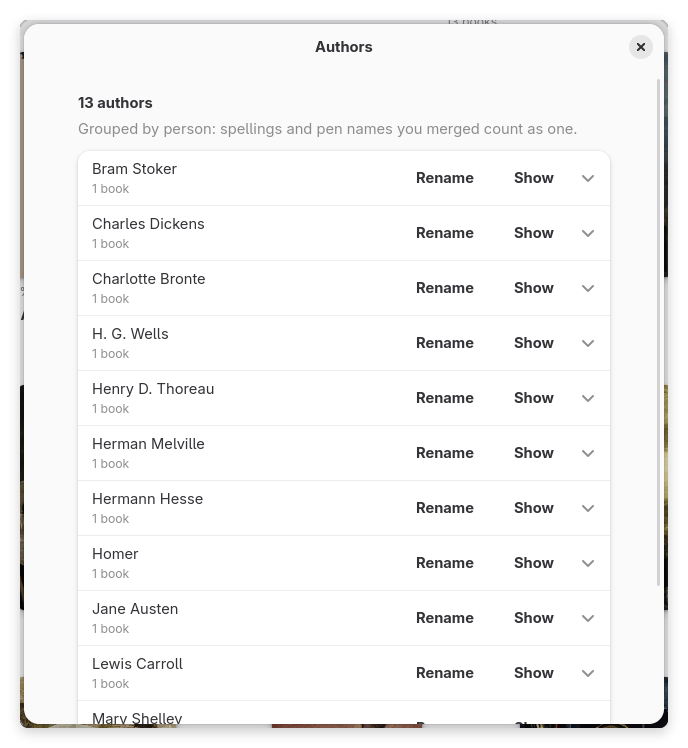 13 books
Authors
13 authors
Grouped by person: spellings and pen names you merged count as one.
Bram Stoker
1 book
Rename Show
Charles Dickens
1 book
Rename Show
Charlotte Bronte
1 book
Rename Show
H. G. Wells
1 book
Rename Show
Henry D. Thoreau
1 book
Rename Show
Herman Melville
1 book
Rename Show
Hermann Hesse
1 book
Rename Show
Homer
1 book
Rename Show
Jane Austen
1 book
Rename Show
Lewis Carroll
1 book
Rename Show
Mary Shelley